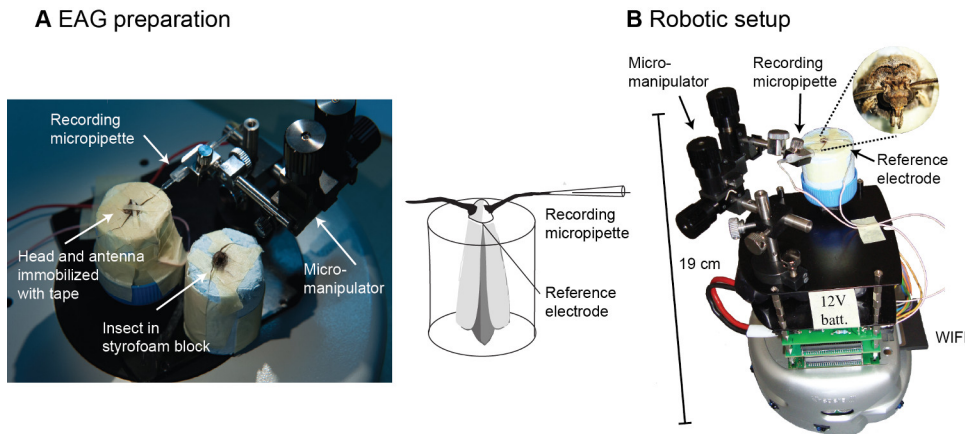 A EAG preparation
Recording
micropipette
Head and antenna
immobilized
with tape
Insect in
styrofoam block
Micro-
manipulator
Recording
micropipette
Reference
electrode
B Robotic setup
Micro-
manipulator
Recording
micropipette
Reference
electrode
19 cm
12V
batt.
WIFI